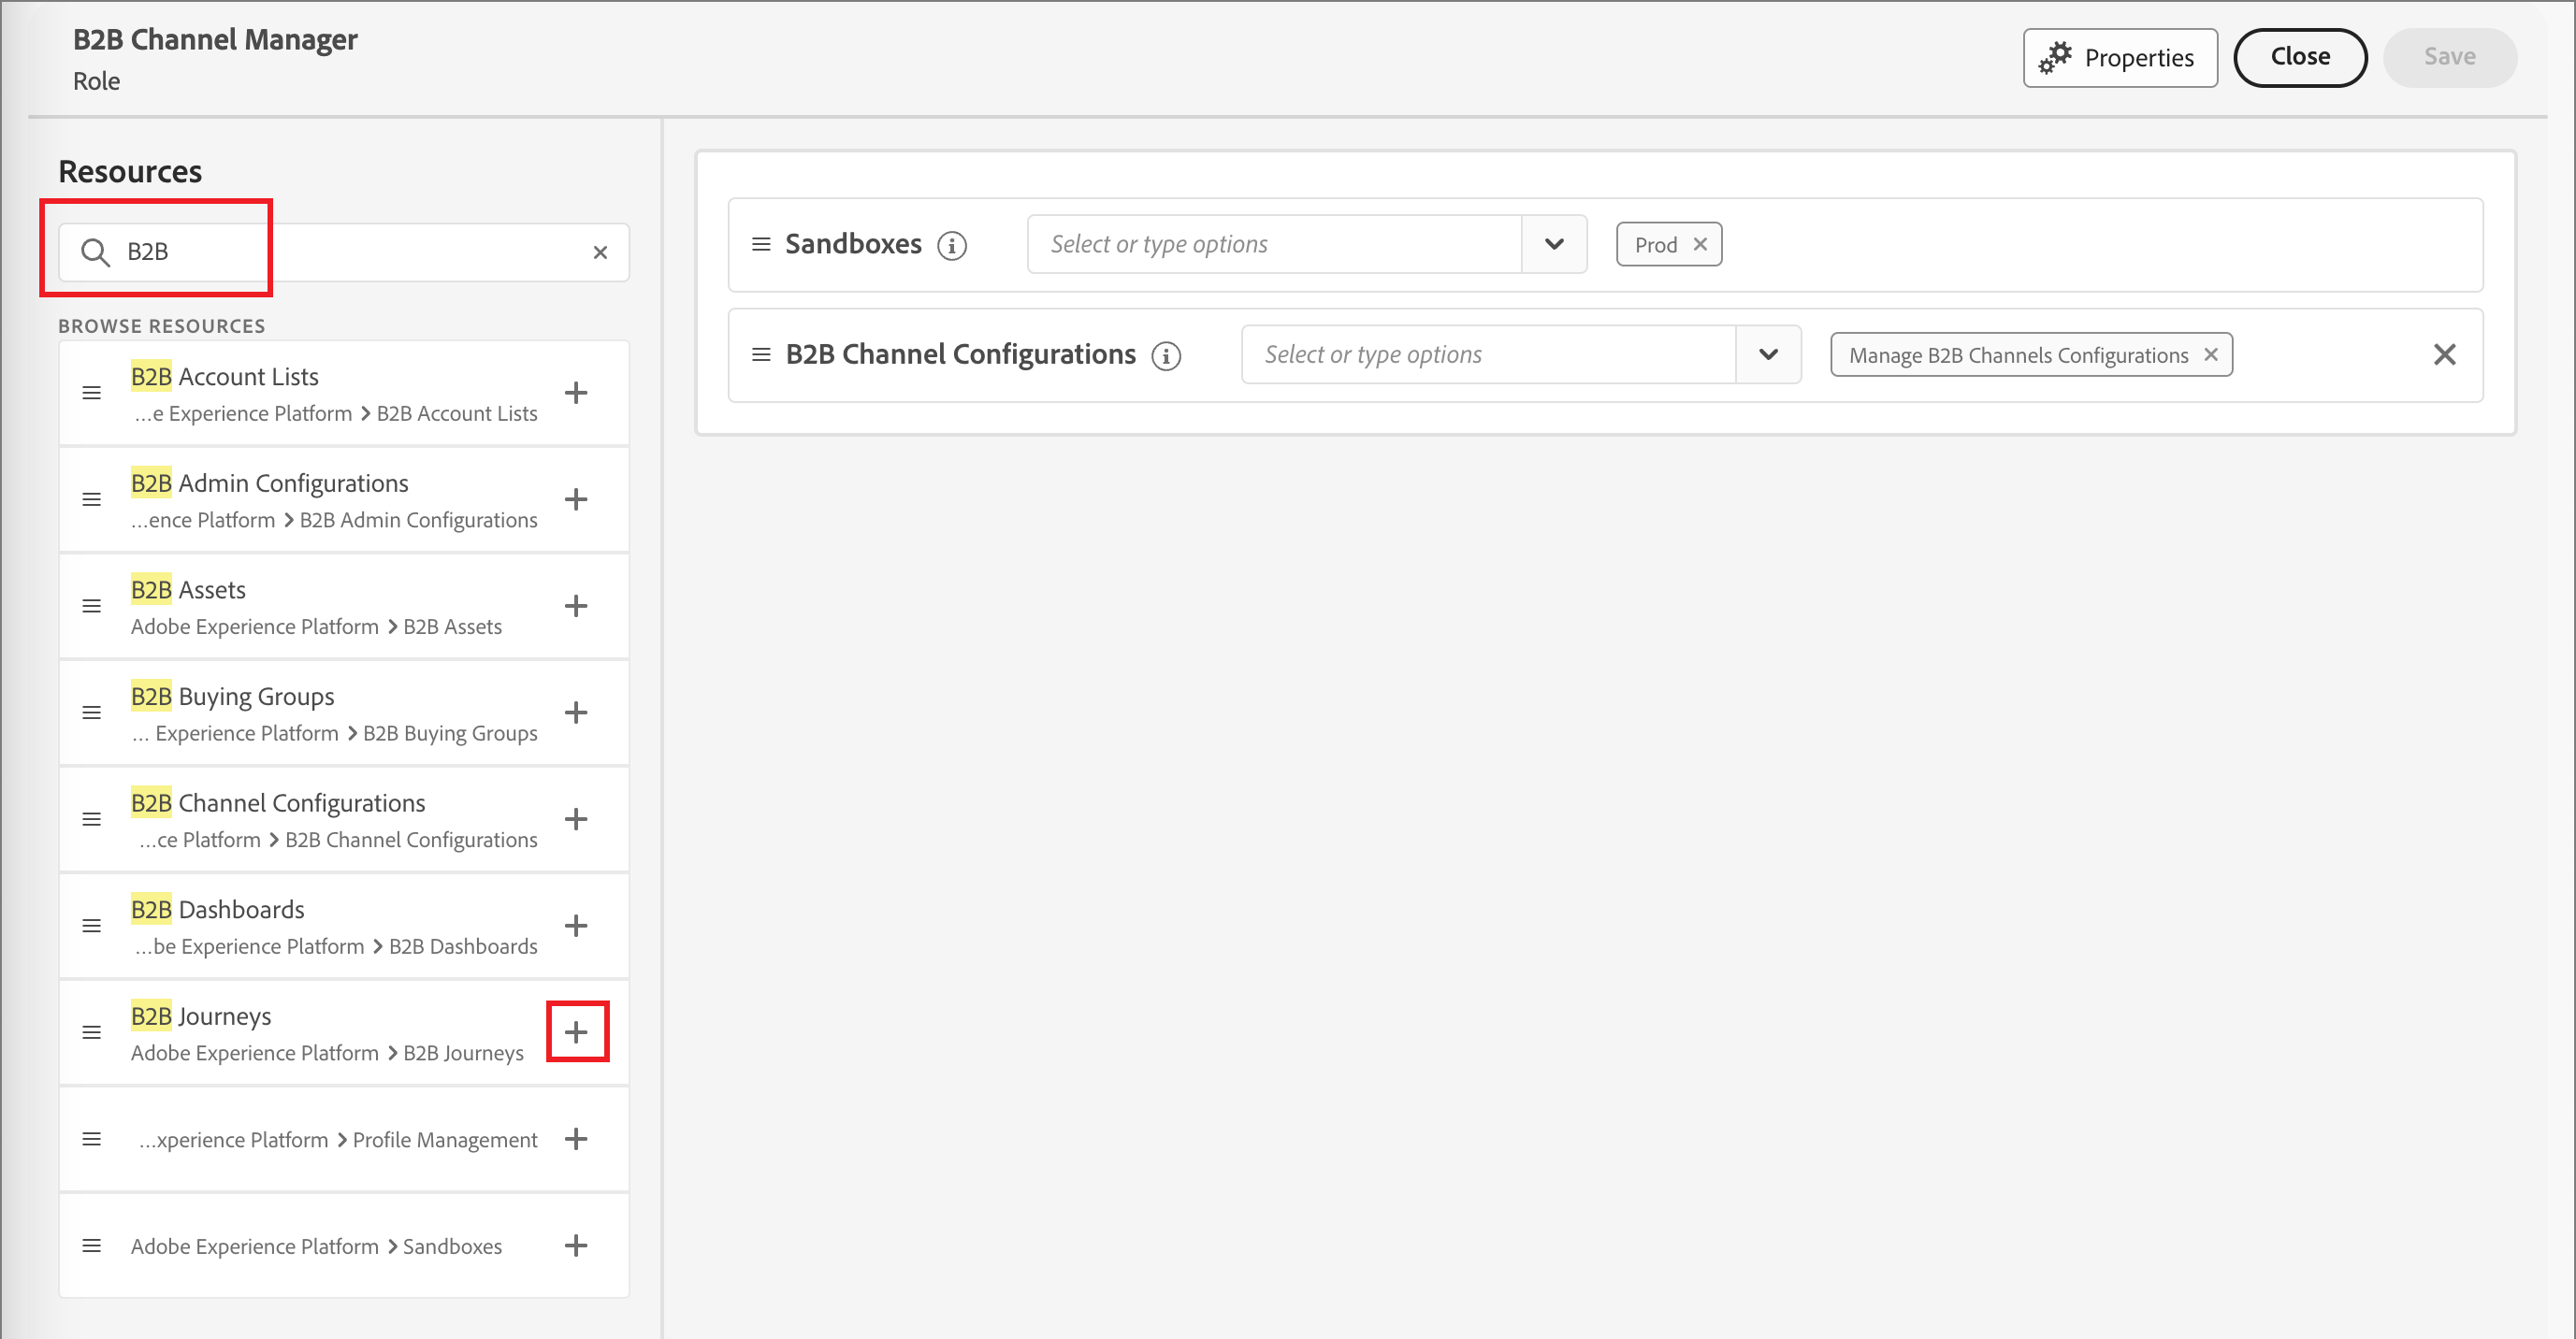 B2B Channel Manager
Role
Properties
Close
Save
Resources
B2B
BROWSE RESOURCES
B2B Account Lists
...e Experience Platform > B2B Account Lists
B2B Admin Configurations
...ence Platform > B2B Admin Configurations
B2B Assets
Adobe Experience Platform > B2B Assets
B2B Buying Groups
... Experience Platform > B2B Buying Groups
B2B Channel Configurations
...ce Platform > B2B Channel Configurations
B2B Dashboards
...be Experience Platform > B2B Dashboards
B2B Journeys
Adobe Experience Platform > B2B Journeys
...xperience Platform > Profile Management
Adobe Experience Platform > Sandboxes
Sandboxes Select or type options Prod
B2B Channel Configurations Select or type options Manage B2B Channels Configurations